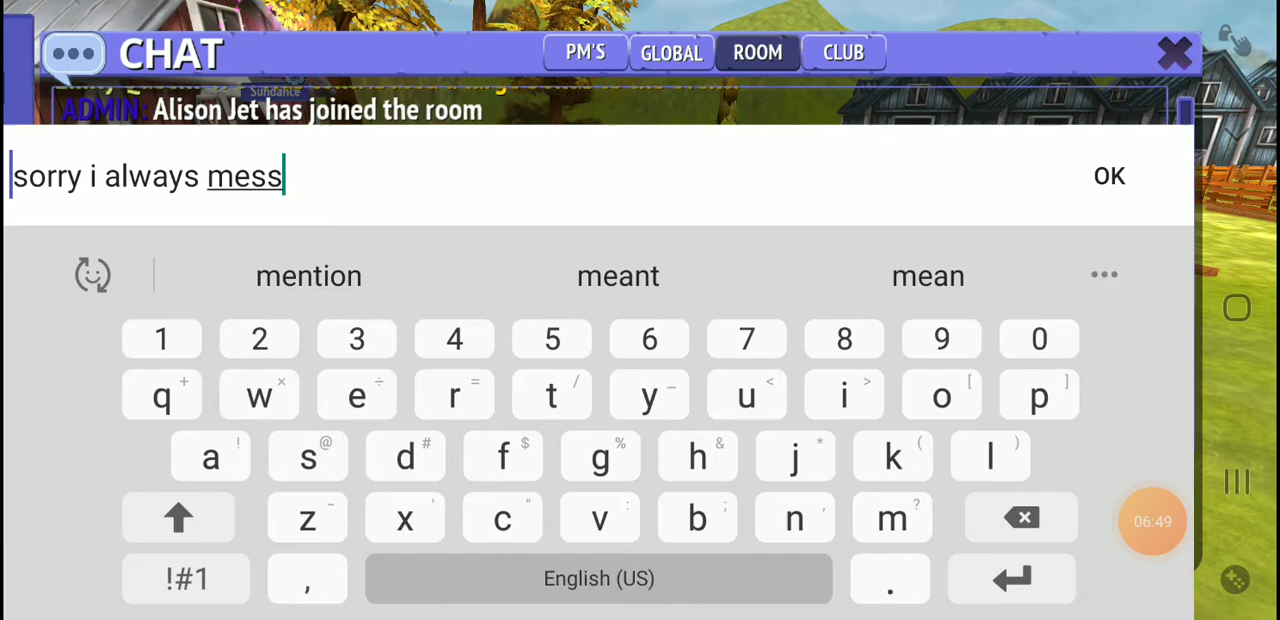 CHAT
PM'S GLOBAL ROOM CLUB
Sundance
ADMIN: Alison Jet has joined the room
sorry i always mess
OK
mention meant mean
1 2 3 4 5 6 7 8 9 0
q + w × e ÷ r = t / y _ u < i > o [ p ]
a ! s @ d # f $ g % h & j * k ( l )
z - x ' c " v : b ; n , m ?
!#1 , English (US) .
06:49